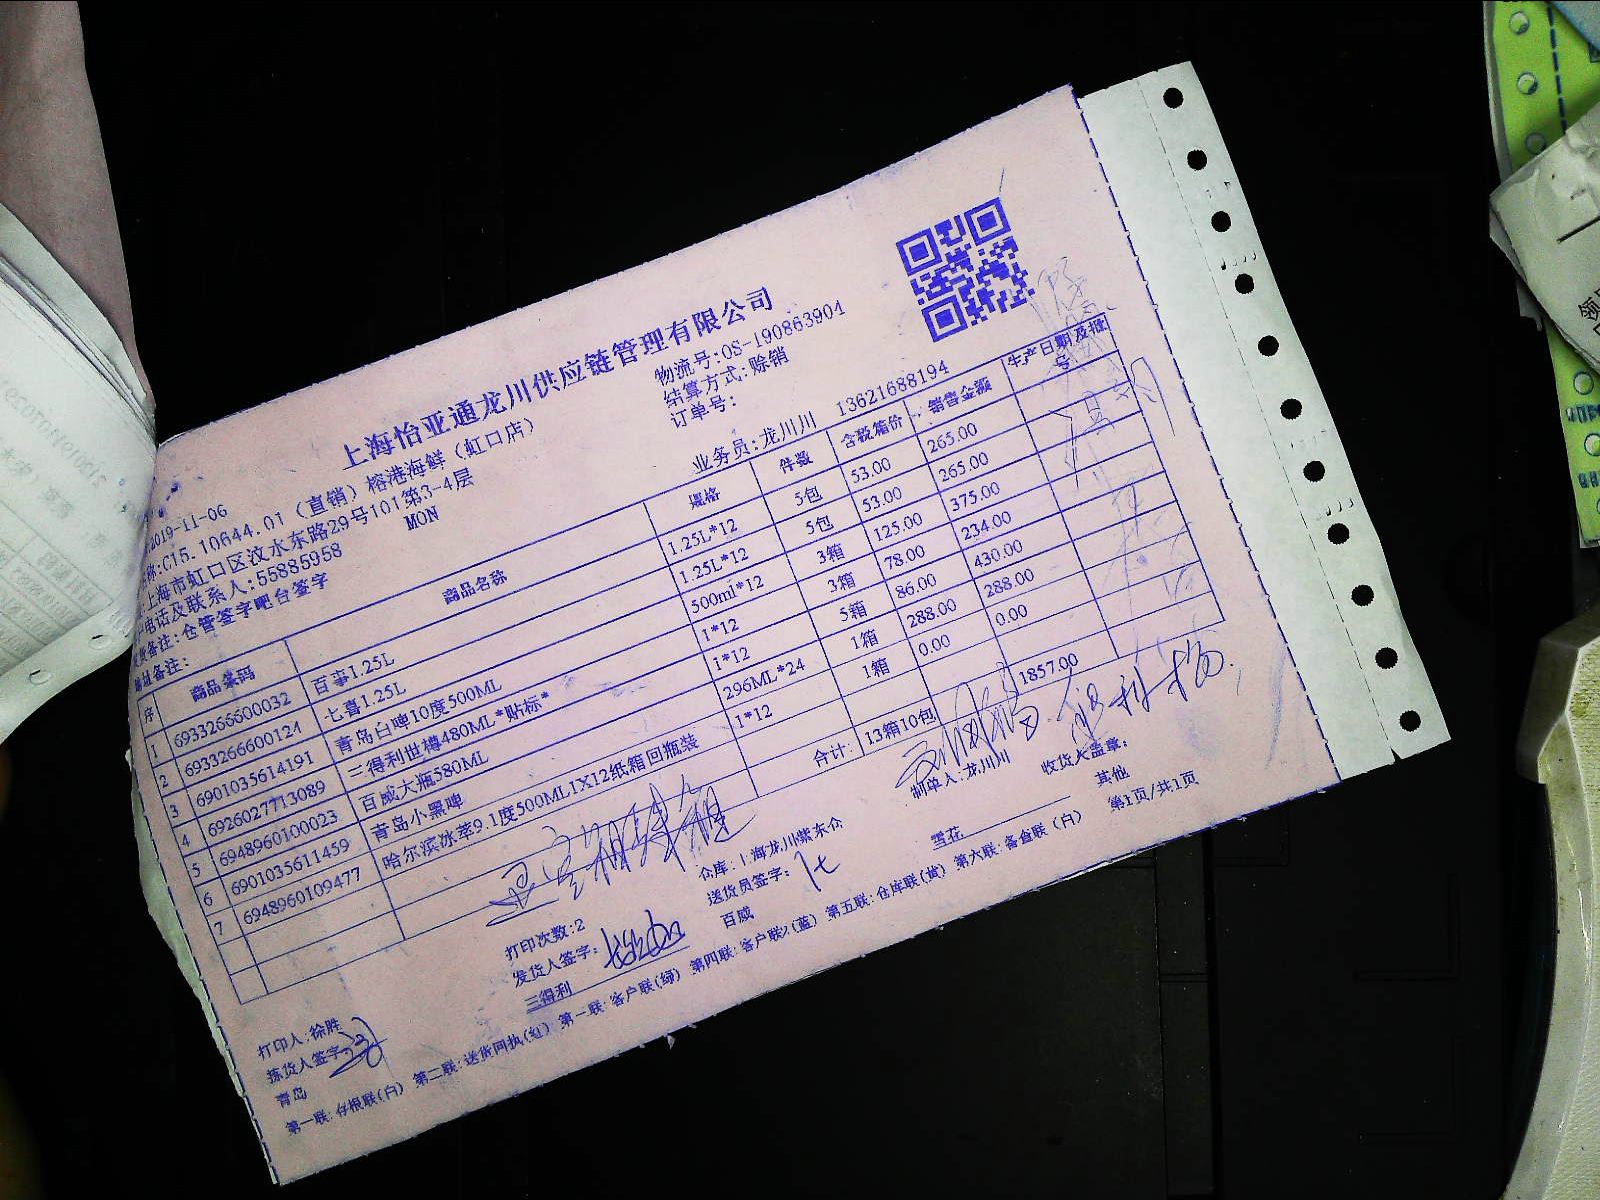 上海怡亚通龙川供应链管理有限公司
2019-11-06
物流号:OS-190863904
称:C15.10644.01（直销）榕港海鲜（虹口店）
结算方式:赊销
上海市虹口区汶水东路29号101第3-4层
订单号:
电话及联系人:55885958 MON
业务员:龙川川 13621688194
备注:仓管签字吧台签字
地址备注:
序 商品条码 商品名称 规格 件数 含税箱价 销售金额 生产日期及批号
1 6933266600032 百事1.25L 1.25L*12 5包 53.00 265.00
2 6933266600124 七喜1.25L 1.25L*12 5包 53.00 265.00
3 6901035614191 青岛白啤10度500ML 500ml*12 3箱 125.00 375.00
4 6926027713089 三得利世樽480ML*贴标* 1*12 3箱 78.00 234.00
5 6948960100023 百威大瓶580ML 1*12 5箱 86.00 430.00
6 6901035611459 青岛小黑啤 296ML*24 1箱 288.00 288.00
7 6948960109477 哈尔滨冰萃9.1度500ML1X12纸箱回瓶装 1*12 1箱 0.00 0.00
合计: 13箱10包 1857.00
打印人:徐胜 打印次数:2 仓库:上海龙川紫东仓 制单人:龙川川 收货人盖章:
拣货人签字: 发货人签字: 送货员签字:
青岛 三得利 百威 雪花 其他
第一联:存根联(白) 第二联:送货回执(红) 第一联:客户联(绿) 第四联:客户联2(蓝) 第五联:仓库联(黄) 第六联:备查联(白) 第1页/共1页